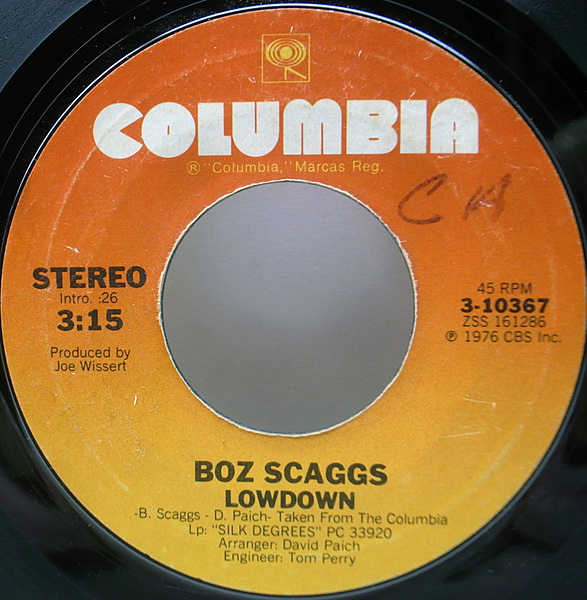 COLUMBIA
® "Columbia," Marcas Reg.
C H
STEREO
Intro. :26
3:15
Produced by
Joe Wissert
45 RPM
3-10367
ZSS 161286
℗ 1976 CBS Inc.
BOZ SCAGGS
LOWDOWN
-B. Scaggs - D. Paich- Taken From The Columbia
Lp: "SILK DEGREES" PC 33920
Arranger: David Paich
Engineer: Tom Perry